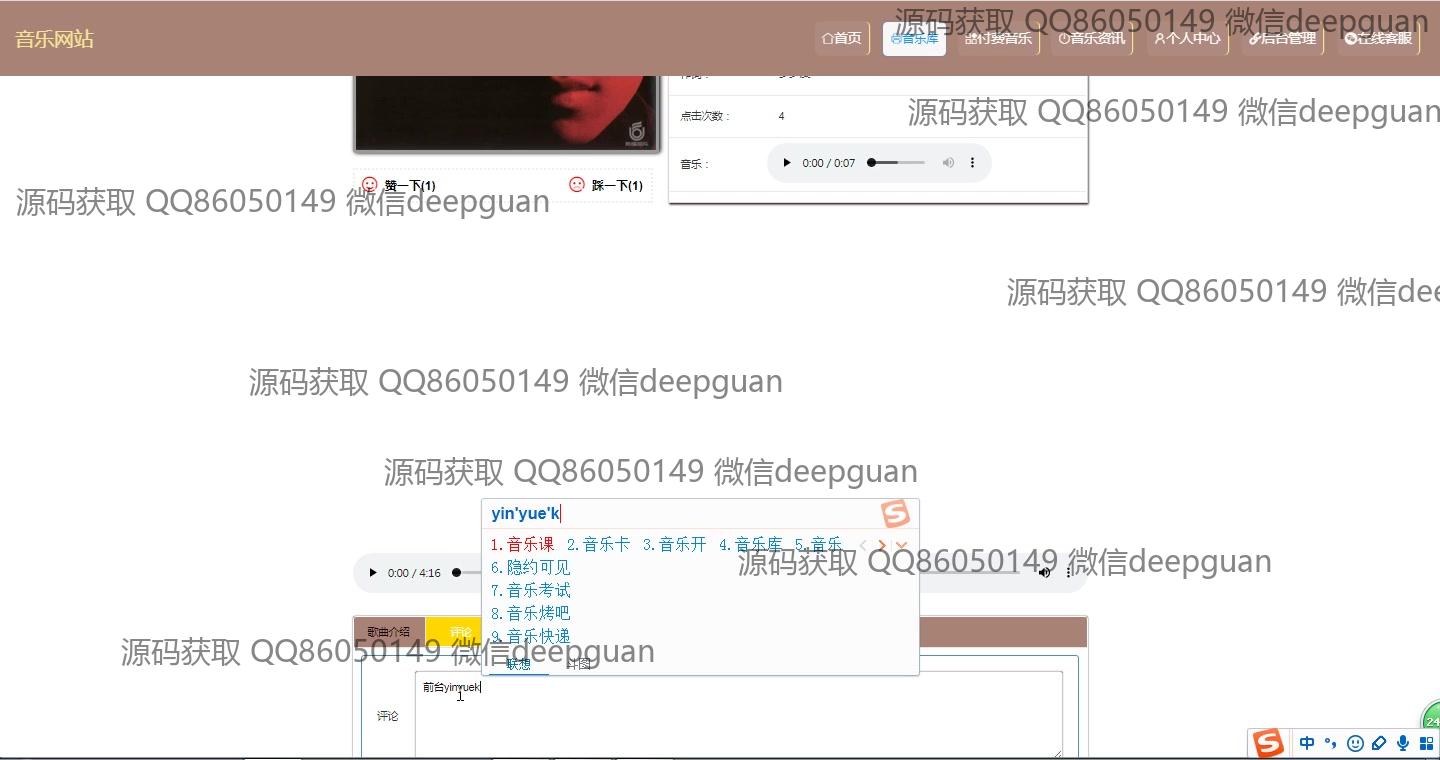 源码获取 QQ86050149 微信deepguan
音乐网站
首页
音乐库
付费音乐
音乐资讯
个人中心
后台管理
在线客服
点击次数：
4
源码获取 QQ86050149 微信deepguan
音乐：
0:00 / 0:07
赞一下(1)
踩一下(1)
源码获取 QQ86050149 微信deepguan
源码获取 QQ86050149 微信dee
源码获取 QQ86050149 微信deepguan
源码获取 QQ86050149 微信deepguan
yin'yue'k
1.音乐课 2.音乐卡 3.音乐开 4.音乐库 5.音乐
源码获取 QQ86050149 微信deepguan
6.隐约可见
0:00 / 4:16
7.音乐考试
8.音乐烤吧
9.音乐快递
歌曲介绍
评论
源码获取 QQ86050149 微信deepguan
联想
斗图
前台yinyuek
评论
中
24